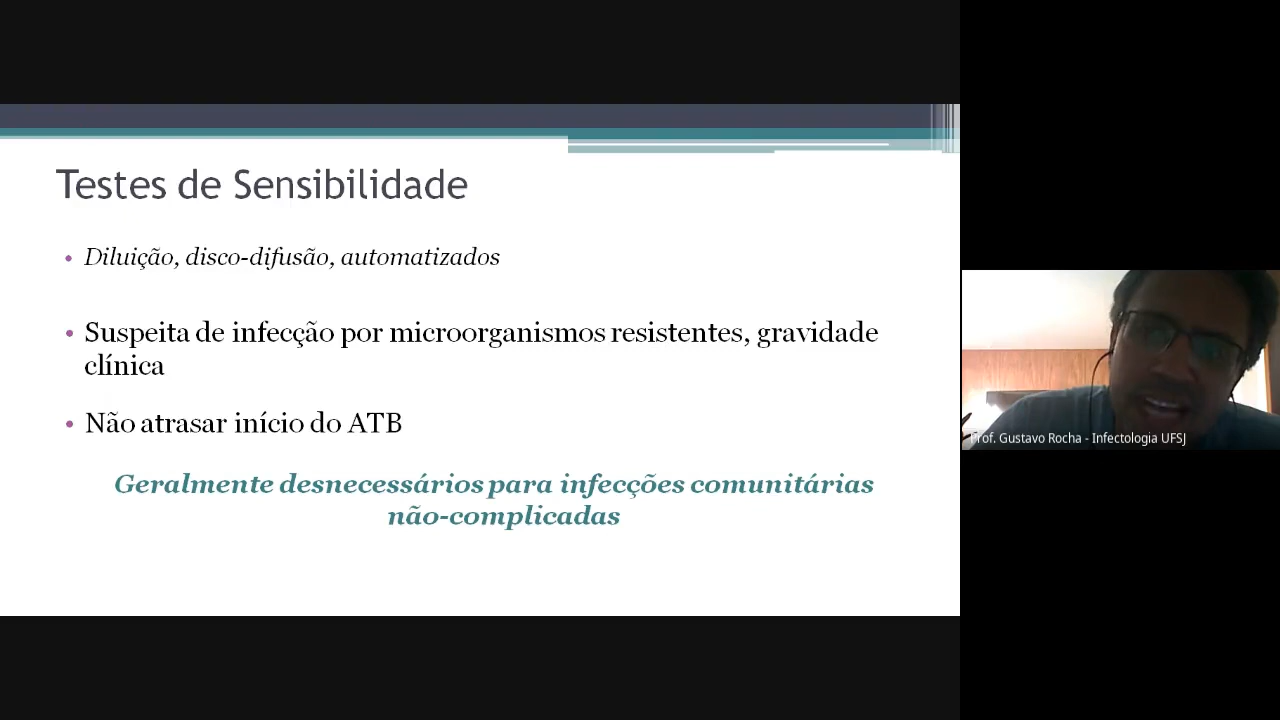 Testes de Sensibilidade
• Diluição, disco-difusão, automatizados
• Suspeita de infecção por microorganismos resistentes, gravidade
clínica
• Não atrasar início do ATB
Geralmente desnecessários para infecções comunitárias
não-complicadas
Prof. Gustavo Rocha - Infectologia UFSJ